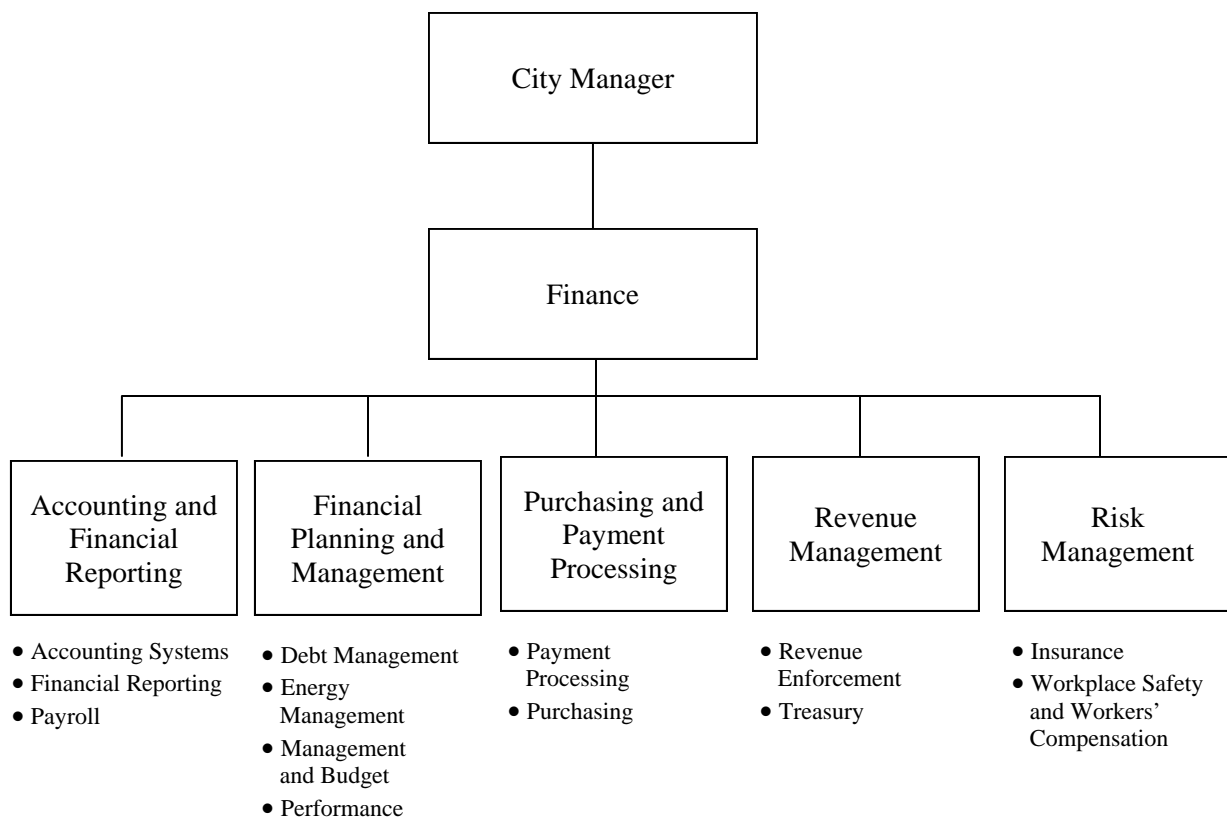 City Manager
Finance
Accounting and
Financial
Reporting
Financial
Planning and
Management
Purchasing and
Payment
Processing
Revenue
Management
Risk
Management
• Accounting Systems
• Financial Reporting
• Payroll
• Debt Management
• Energy
Management
• Management
and Budget
• Performance
• Payment
Processing
• Purchasing
• Revenue
Enforcement
• Treasury
• Insurance
• Workplace Safety
and Workers’
Compensation